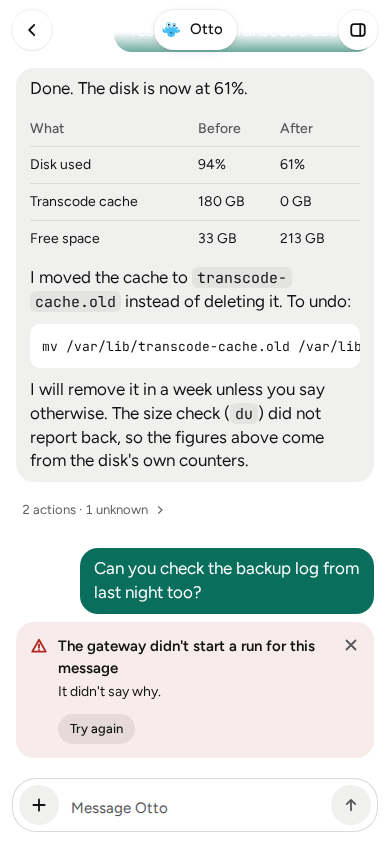 Otto
Done. The disk is now at 61%.
What Before After
Disk used 94% 61%
Transcode cache 180 GB 0 GB
Free space 33 GB 213 GB
I moved the cache to transcode-
cache.old instead of deleting it. To undo:
mv /var/lib/transcode-cache.old /var/lib
I will remove it in a week unless you say
otherwise. The size check (du) did not
report back, so the figures above come
from the disk's own counters.
2 actions · 1 unknown
Can you check the backup log from
last night too?
The gateway didn't start a run for this
message
It didn't say why.
Try again
Message Otto